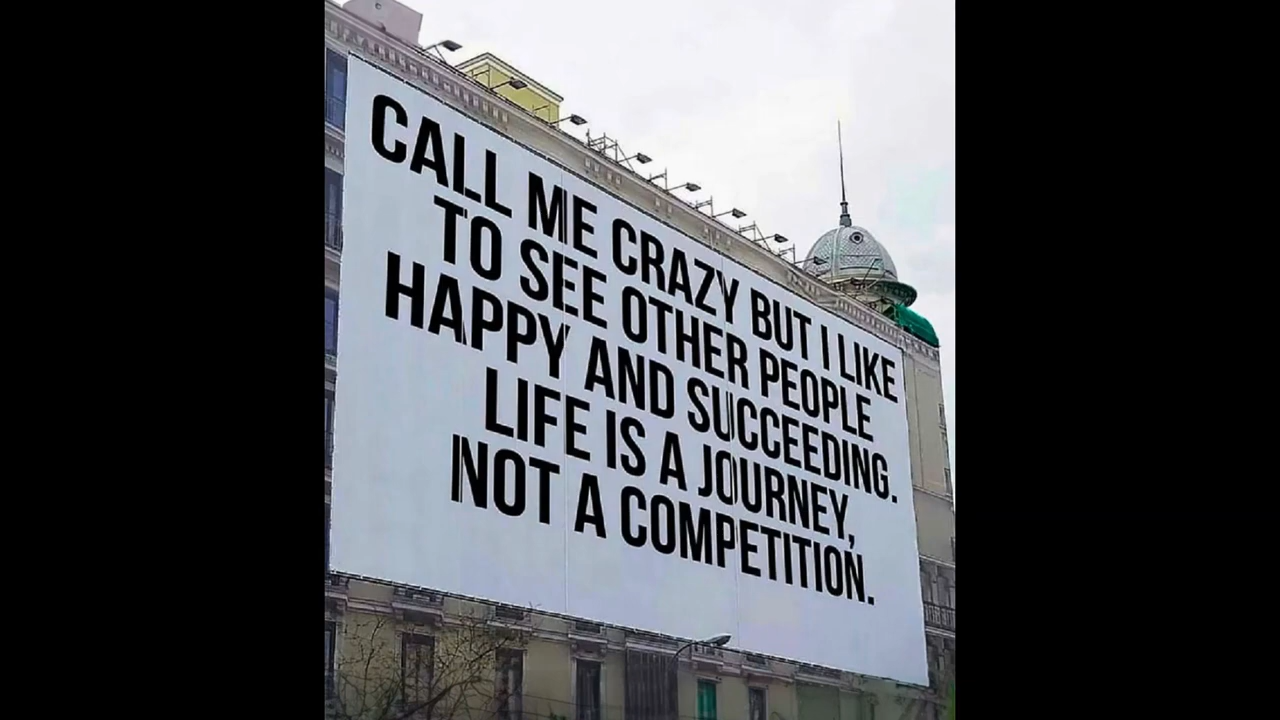 CALL ME CRAZY BUT I LIKE
TO SEE OTHER PEOPLE
HAPPY AND SUCCEEDING.
LIFE IS A JOURNEY,
NOT A COMPETITION.